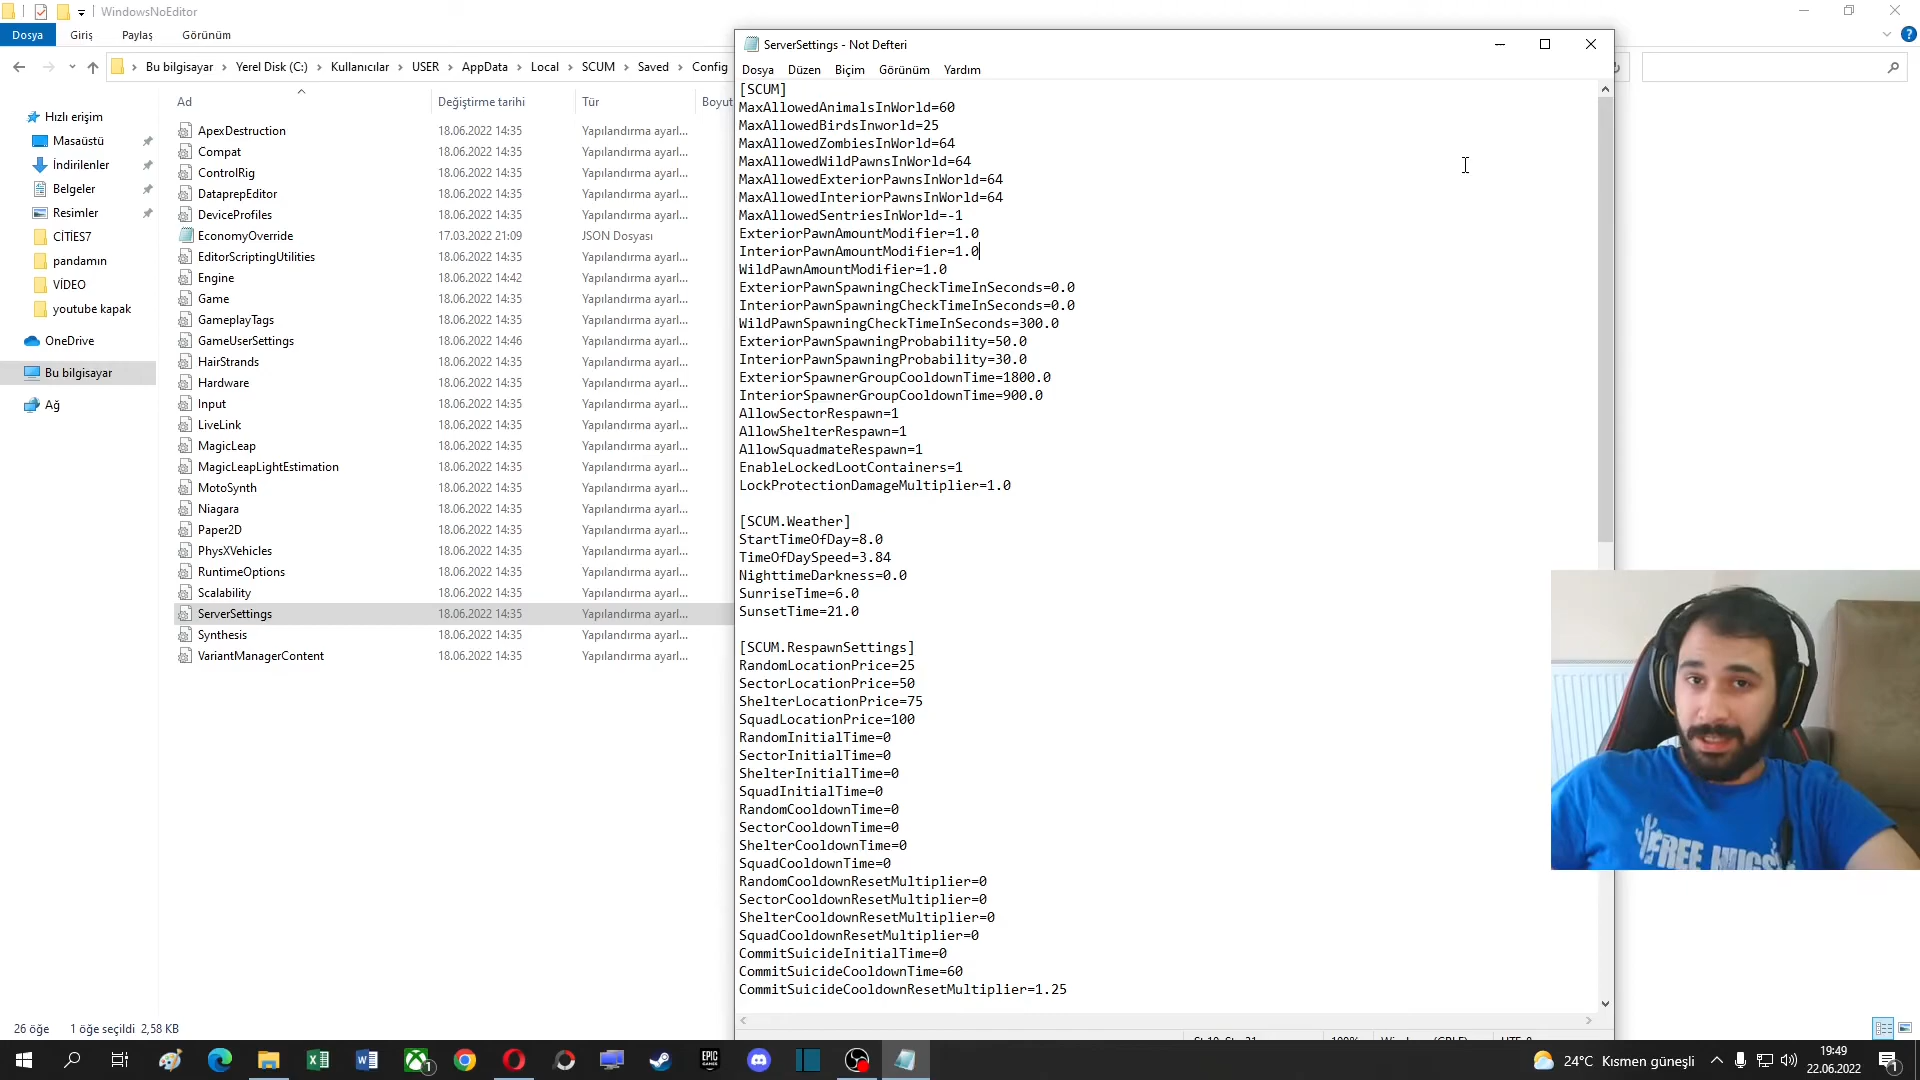 WindowsNoEditor
Dosya Giriş Paylaş Görünüm
Bu bilgisayar > Yerel Disk (C:) > Kullanıcılar > USER > AppData > Local > SCUM > Saved > Config
Ad Değiştirme tarihi Tür Boyut
Hızlı erişim
Masaüstü
İndirilenler
Belgeler
Resimler
CİTİES7
pandamın
VİDEO
youtube kapak
OneDrive
Bu bilgisayar
Ağ
ApexDestruction 18.06.2022 14:35 Yapılandırma ayarl...
Compat 18.06.2022 14:35 Yapılandırma ayarl...
ControlRig 18.06.2022 14:35 Yapılandırma ayarl...
DataprepEditor 18.06.2022 14:35 Yapılandırma ayarl...
DeviceProfiles 18.06.2022 14:35 Yapılandırma ayarl...
EconomyOverride 17.03.2022 21:09 JSON Dosyası
EditorScriptingUtilities 18.06.2022 14:35 Yapılandırma ayarl...
Engine 18.06.2022 14:42 Yapılandırma ayarl...
Game 18.06.2022 14:35 Yapılandırma ayarl...
GameplayTags 18.06.2022 14:35 Yapılandırma ayarl...
GameUserSettings 18.06.2022 14:46 Yapılandırma ayarl...
HairStrands 18.06.2022 14:35 Yapılandırma ayarl...
Hardware 18.06.2022 14:35 Yapılandırma ayarl...
Input 18.06.2022 14:35 Yapılandırma ayarl...
LiveLink 18.06.2022 14:35 Yapılandırma ayarl...
MagicLeap 18.06.2022 14:35 Yapılandırma ayarl...
MagicLeapLightEstimation 18.06.2022 14:35 Yapılandırma ayarl...
MotoSynth 18.06.2022 14:35 Yapılandırma ayarl...
Niagara 18.06.2022 14:35 Yapılandırma ayarl...
Paper2D 18.06.2022 14:35 Yapılandırma ayarl...
PhysXVehicles 18.06.2022 14:35 Yapılandırma ayarl...
RuntimeOptions 18.06.2022 14:35 Yapılandırma ayarl...
Scalability 18.06.2022 14:35 Yapılandırma ayarl...
ServerSettings 18.06.2022 14:35 Yapılandırma ayarl...
Synthesis 18.06.2022 14:35 Yapılandırma ayarl...
VariantManagerContent 18.06.2022 14:35 Yapılandırma ayarl...
26 öğe 1 öğe seçildi 2,58 KB
ServerSettings - Not Defteri
Dosya Düzen Biçim Görünüm Yardım
[SCUM]
MaxAllowedAnimalsInWorld=60
MaxAllowedBirdsInworld=25
MaxAllowedZombiesInWorld=64
MaxAllowedWildPawnsInWorld=64
MaxAllowedExteriorPawnsInWorld=64
MaxAllowedInteriorPawnsInWorld=64
MaxAllowedSentriesInWorld=-1
ExteriorPawnAmountModifier=1.0
InteriorPawnAmountModifier=1.0
WildPawnAmountModifier=1.0
ExteriorPawnSpawningCheckTimeInSeconds=0.0
InteriorPawnSpawningCheckTimeInSeconds=0.0
WildPawnSpawningCheckTimeInSeconds=300.0
ExteriorPawnSpawningProbability=50.0
InteriorPawnSpawningProbability=30.0
ExteriorSpawnerGroupCooldownTime=1800.0
InteriorSpawnerGroupCooldownTime=900.0
AllowSectorRespawn=1
AllowShelterRespawn=1
AllowSquadmateRespawn=1
EnableLockedLootContainers=1
LockProtectionDamageMultiplier=1.0
[SCUM.Weather]
StartTimeOfDay=8.0
TimeOfDaySpeed=3.84
NighttimeDarkness=0.0
SunriseTime=6.0
SunsetTime=21.0
[SCUM.RespawnSettings]
RandomLocationPrice=25
SectorLocationPrice=50
ShelterLocationPrice=75
SquadLocationPrice=100
RandomInitialTime=0
SectorInitialTime=0
ShelterInitialTime=0
SquadInitialTime=0
RandomCooldownTime=0
SectorCooldownTime=0
ShelterCooldownTime=0
SquadCooldownTime=0
RandomCooldownResetMultiplier=0
SectorCooldownResetMultiplier=0
ShelterCooldownResetMultiplier=0
SquadCooldownResetMultiplier=0
CommitSuicideInitialTime=0
CommitSuicideCooldownTime=60
CommitSuicideCooldownResetMultiplier=1.25
FREE HUGS
EPIC GAMES
24°C Kısmen güneşli
19:49
22.06.2022